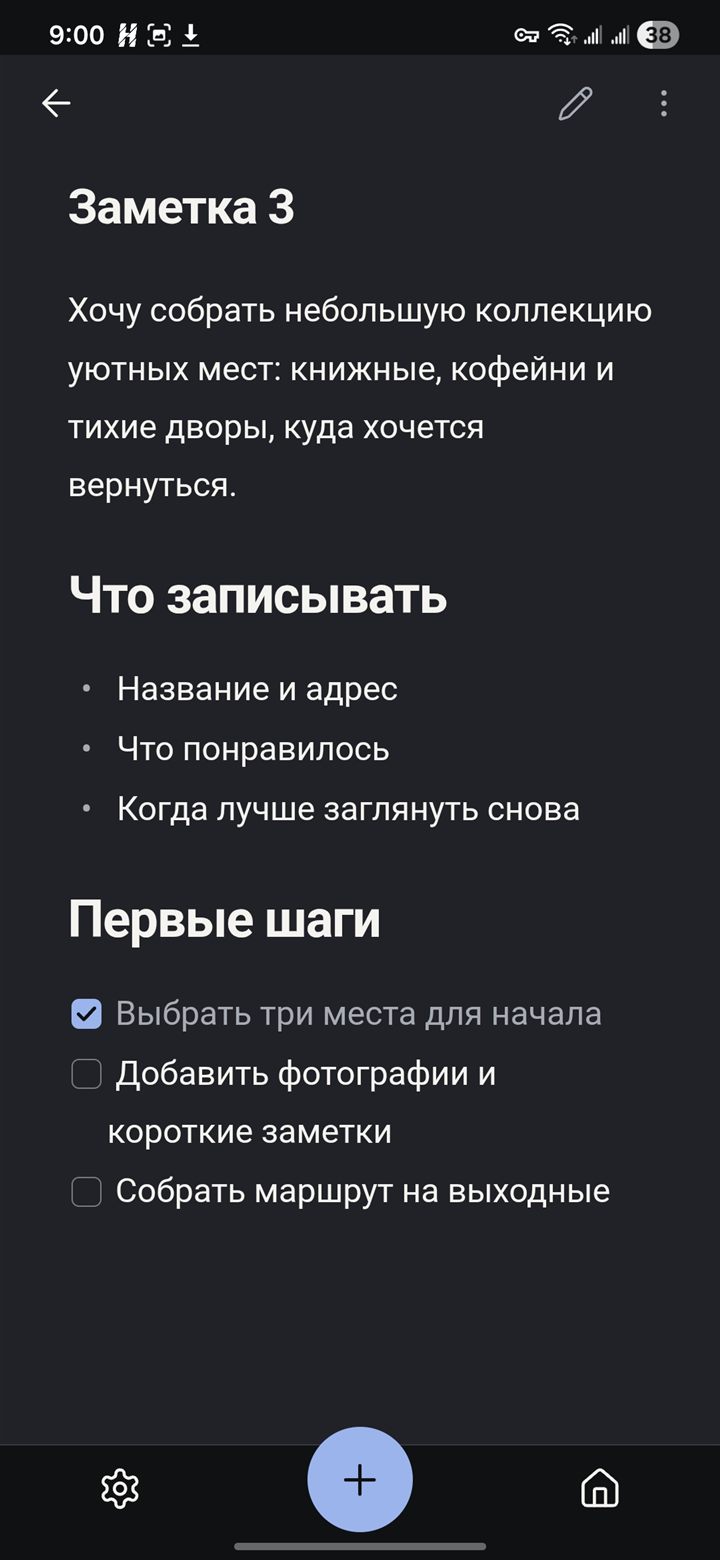 9:00
38
Заметка 3
Хочу собрать небольшую коллекцию
уютных мест: книжные, кофейни и
тихие дворы, куда хочется
вернуться.
Что записывать
• Название и адрес
• Что понравилось
• Когда лучше заглянуть снова
Первые шаги
Выбрать три места для начала
Добавить фотографии и
короткие заметки
Собрать маршрут на выходные